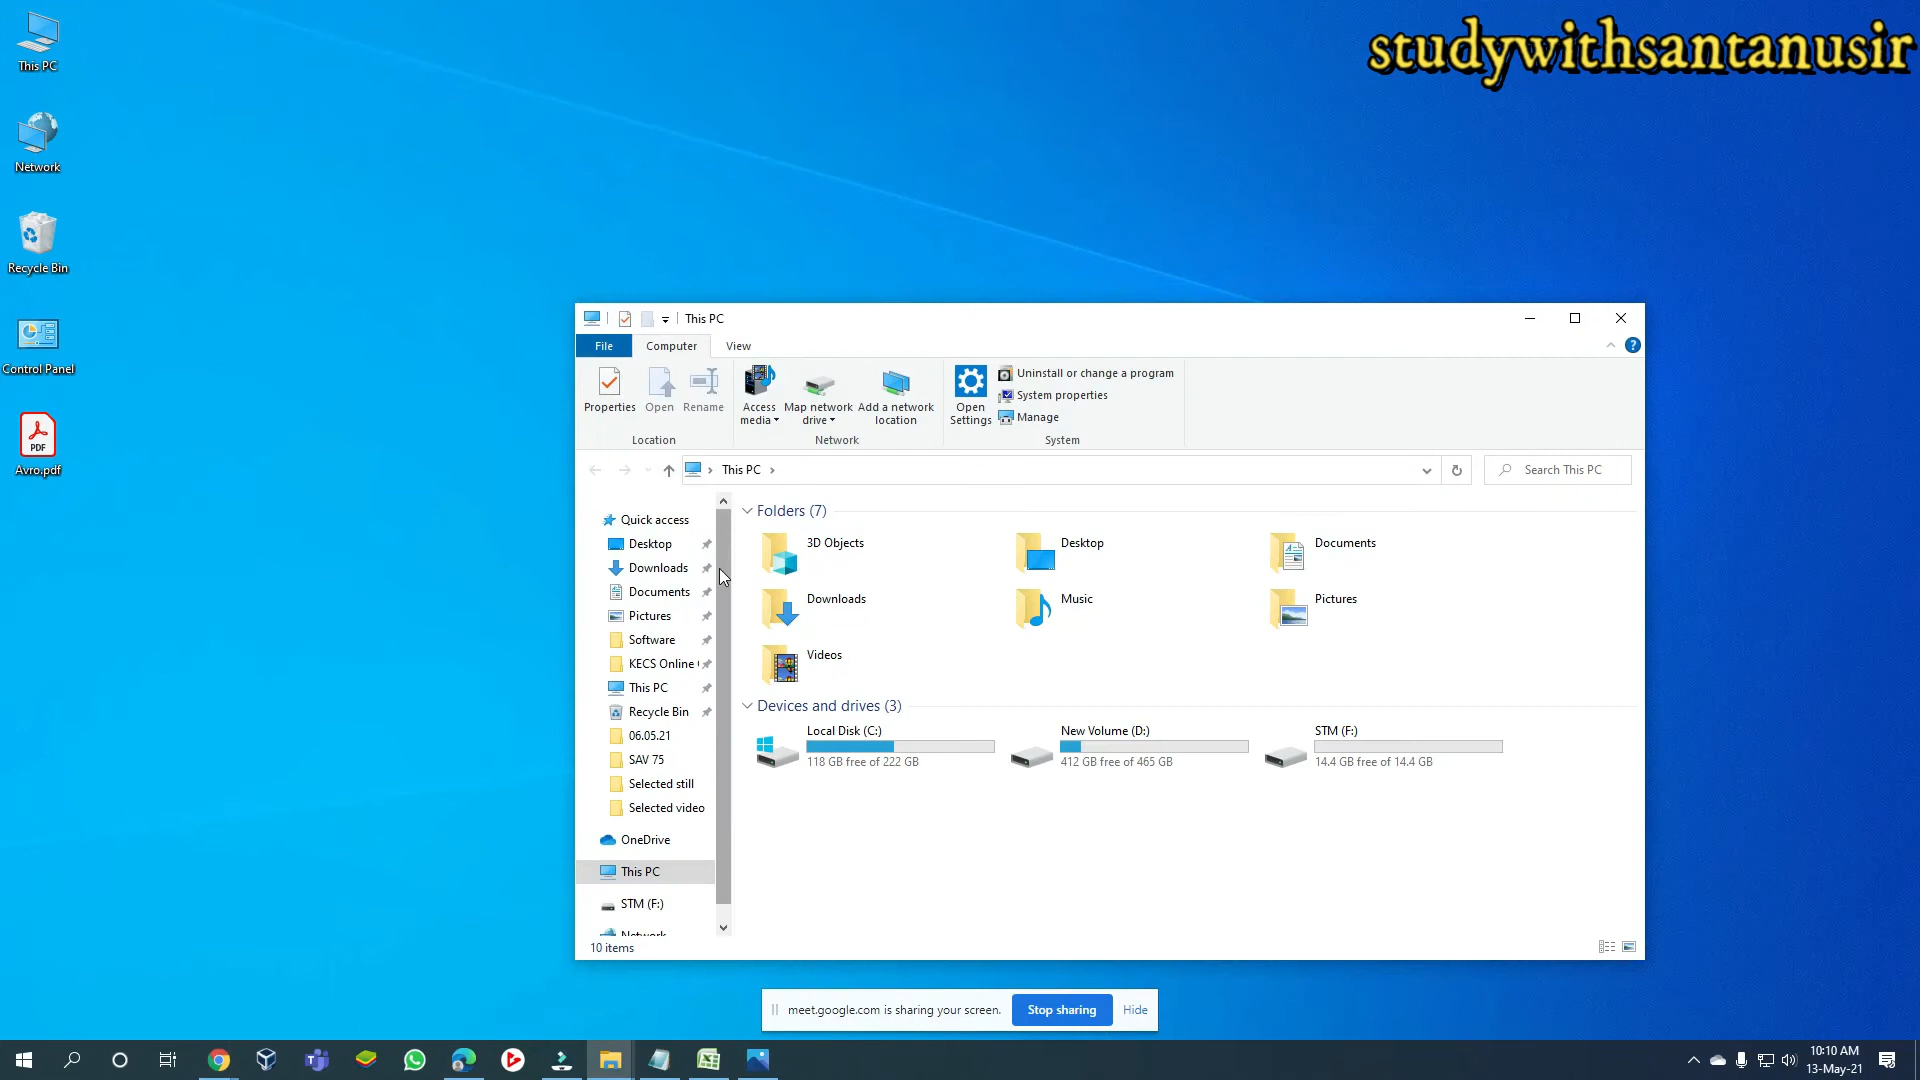 studywithsantanusir
This PC
Network
Recycle Bin
Control Panel
PDF
Avro.pdf
This PC
File
Computer
View
Properties
Open
Rename
Access media
Map network drive
Add a network location
Open Settings
Uninstall or change a program
System properties
Manage
Location
Network
System
This PC
Search This PC
Quick access
Desktop
Downloads
Documents
Pictures
Software
KECS Online
This PC
Recycle Bin
06.05.21
SAV 75
Selected still
Selected video
OneDrive
This PC
STM (F:)
Network
Folders (7)
3D Objects
Desktop
Documents
Downloads
Music
Pictures
Videos
Devices and drives (3)
Local Disk (C:)
118 GB free of 222 GB
New Volume (D:)
412 GB free of 465 GB
STM (F:)
14.4 GB free of 14.4 GB
10 items
meet.google.com is sharing your screen.
Stop sharing
Hide
10:10 AM
13-May-21